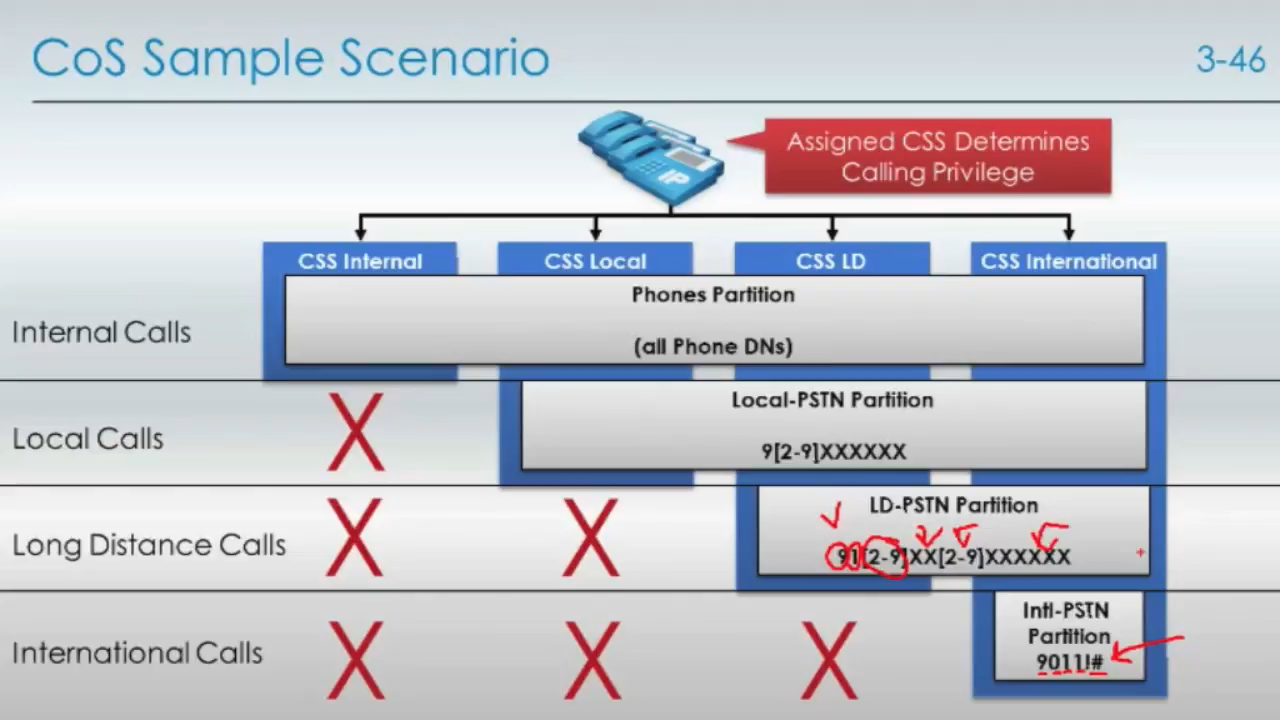 CoS Sample Scenario
3-46
Assigned CSS Determines
Calling Privilege
IP
CSS Internal
CSS Local
CSS LD
CSS International
Internal Calls
Phones Partition
(all Phone DNs)
Local Calls
X
Local-PSTN Partition
9[2-9]XXXXXX
Long Distance Calls
X
X
LD-PSTN Partition
91[2-9]XX[2-9]XXXXXX
International Calls
X
X
X
Intl-PSTN
Partition
9011!#